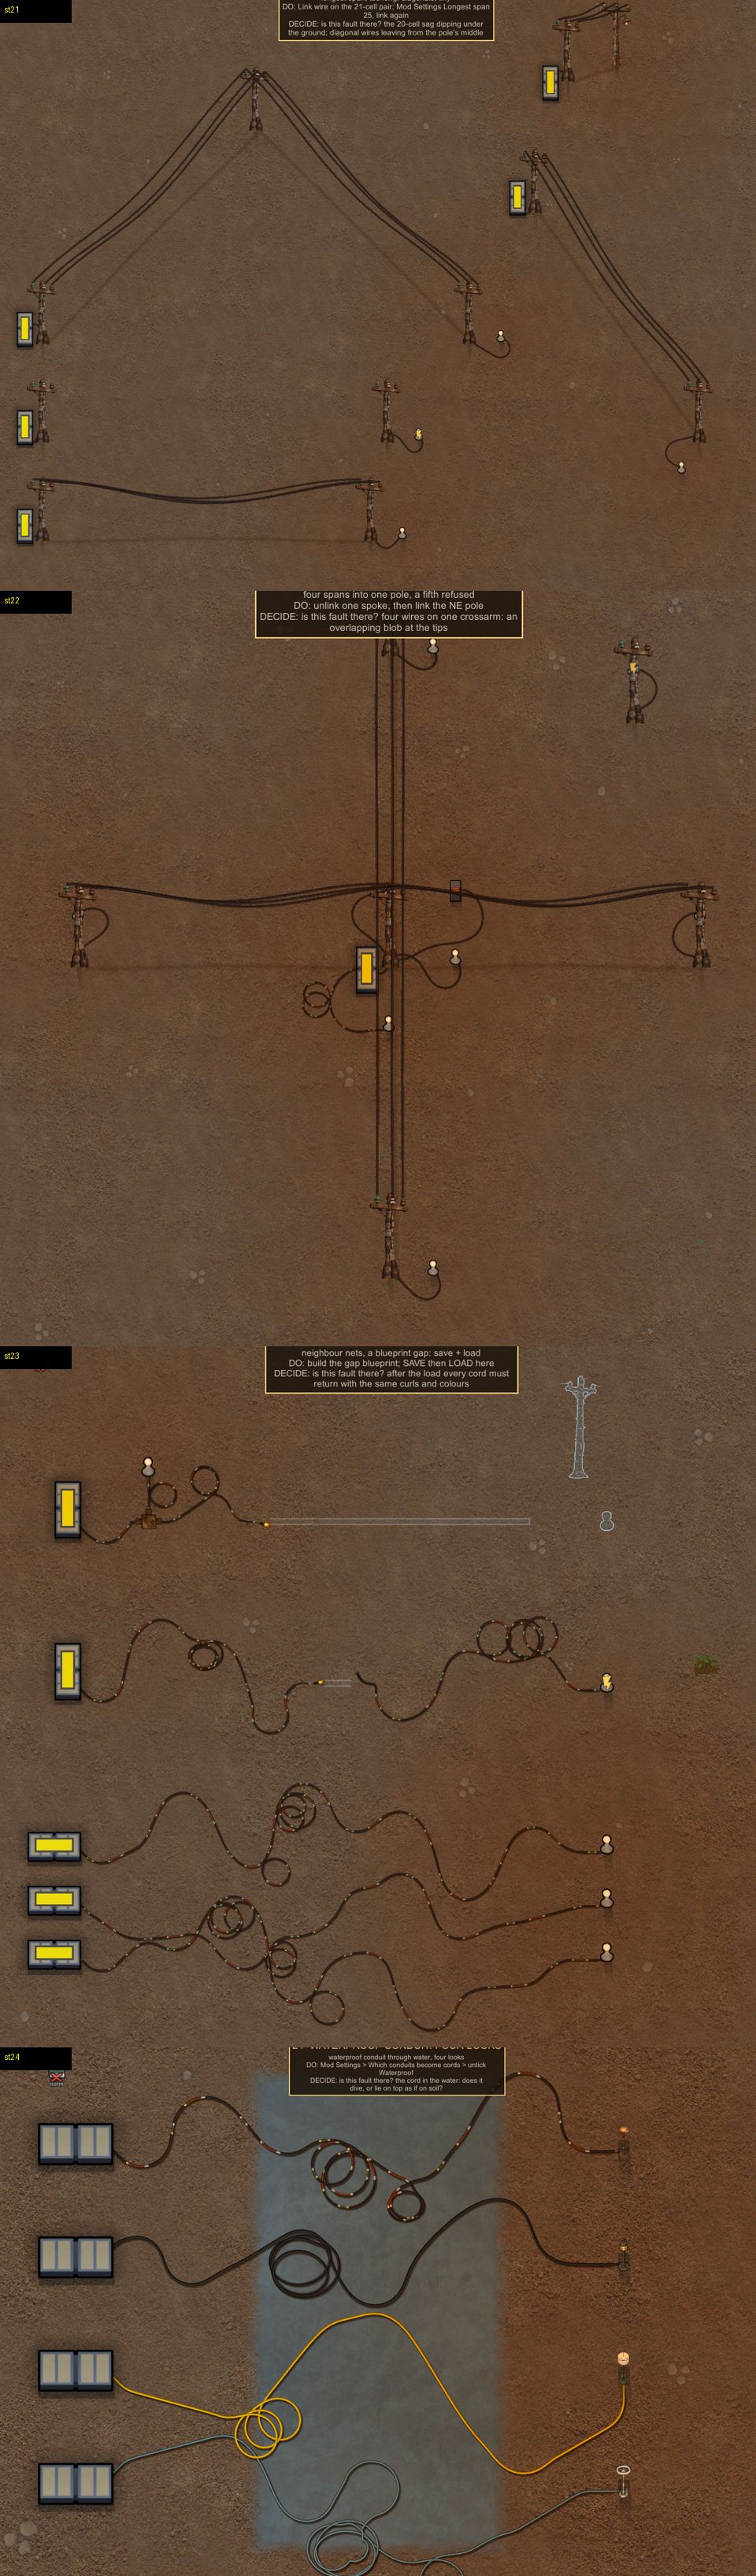 st21
DO: Link wire on the 21-cell pair; Mod Settings Longest span
25, link again
DECIDE: is this fault there? the 20-cell sag dipping under
the ground; diagonal wires leaving from the pole's middle
st22
four spans into one pole, a fifth refused
DO: unlink one spoke, then link the NE pole
DECIDE: is this fault there? four wires on one crossarm: an
overlapping blob at the tips
st23
neighbour nets, a blueprint gap: save + load
DO: build the gap blueprint; SAVE then LOAD here
DECIDE: is this fault there? after the load every cord must
return with the same curls and colours
st24
waterproof conduit through water, four looks
DO: Mod Settings > Which conduits become cords > untick
Waterproof
DECIDE: is this fault there? the cord in the water: does it
dive, or lie on top as if on soil?